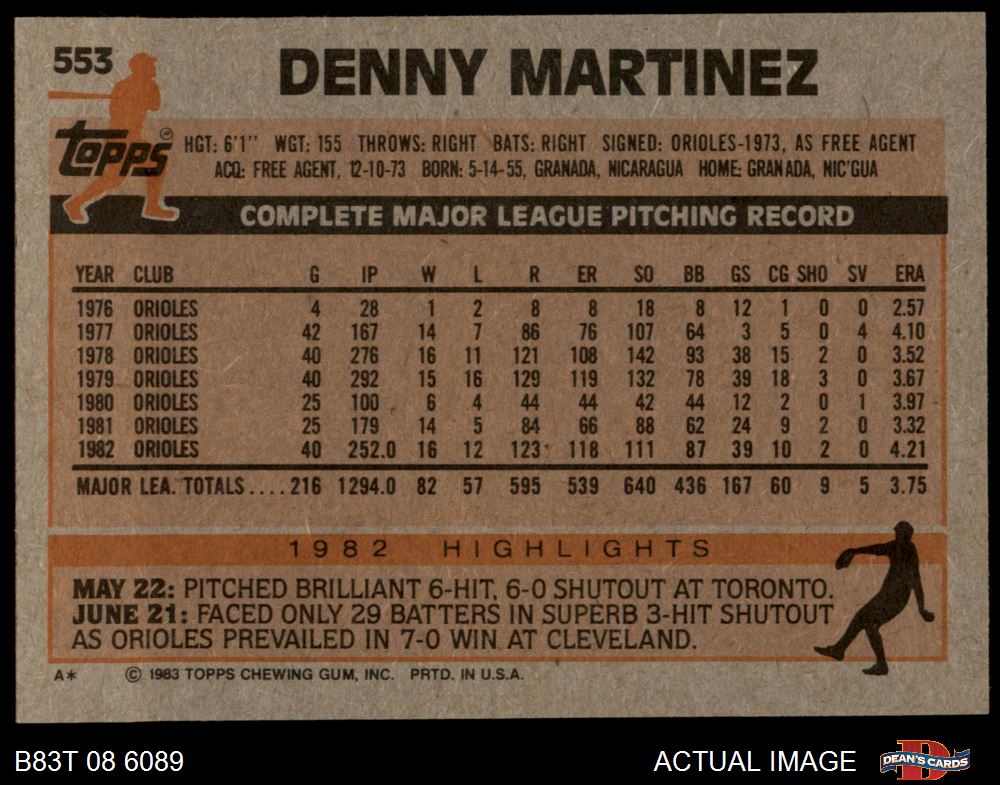 553
DENNY MARTINEZ
topps
HGT: 6'1" WGT: 155 THROWS: RIGHT BATS: RIGHT SIGNED: ORIOLES-1973, AS FREE AGENT
ACQ: FREE AGENT, 12-10-73 BORN: 5-14-55, GRANADA, NICARAGUA HOME: GRANADA, NIC'GUA
COMPLETE MAJOR LEAGUE PITCHING RECORD
YEAR CLUB G IP W L R ER SO BB GS CG SHO SV ERA
1976 ORIOLES 4 28 1 2 8 8 18 8 12 1 0 0 2.57
1977 ORIOLES 42 167 14 7 86 76 107 64 3 5 0 4 4.10
1978 ORIOLES 40 276 16 11 121 108 142 93 38 15 2 0 3.52
1979 ORIOLES 40 292 15 16 129 119 132 78 39 18 3 0 3.67
1980 ORIOLES 25 100 6 4 44 44 42 44 12 2 0 1 3.97
1981 ORIOLES 25 179 14 5 84 66 88 62 24 9 2 0 3.32
1982 ORIOLES 40 252.0 16 12 123 118 111 87 39 10 2 0 4.21
MAJOR LEA. TOTALS....216 1294.0 82 57 595 539 640 436 167 60 9 5 3.75
1982 HIGHLIGHTS
MAY 22: PITCHED BRILLIANT 6-HIT, 6-0 SHUTOUT AT TORONTO.
JUNE 21: FACED ONLY 29 BATTERS IN SUPERB 3-HIT SHUTOUT
AS ORIOLES PREVAILED IN 7-0 WIN AT CLEVELAND.
A* © 1983 TOPPS CHEWING GUM, INC. PRTD. IN U.S.A.
B83T 08 6089 ACTUAL IMAGE D DEAN'S CARDS